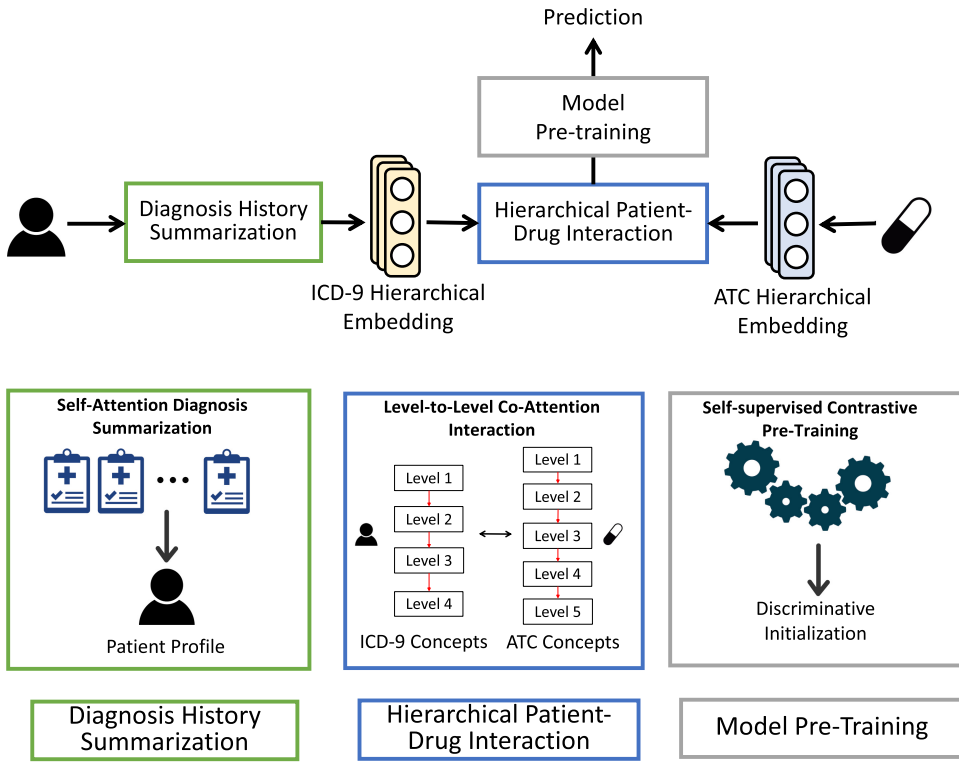 Prediction
Model
Pre-training
Diagnosis History
Summarization
Hierarchical Patient-
Drug Interaction
ICD-9 Hierarchical
Embedding
ATC Hierarchical
Embedding
Self-Attention Diagnosis
Summarization
Patient Profile
Level-to-Level Co-Attention
Interaction
Level 1
Level 2
Level 3
Level 4
ICD-9 Concepts
Level 1
Level 2
Level 3
Level 4
Level 5
ATC Concepts
Self-supervised Contrastive
Pre-Training
Discriminative
Initialization
Diagnosis History
Summarization
Hierarchical Patient-
Drug Interaction
Model Pre-Training